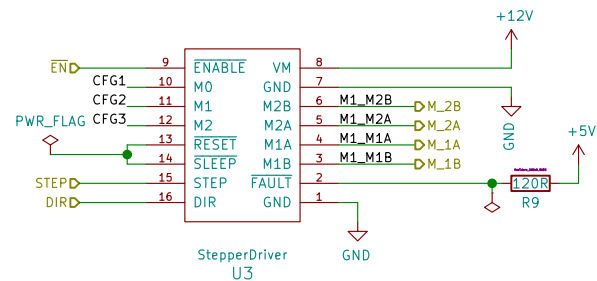 +12V
EN 9 ENABLE VM 8
CFG1 10 M0 GND 7
CFG2 11 M1 M2B 6 M1_M2B M_2B
CFG3 12 M2 M2A 5 M1_M2A M_2A
PWR_FLAG
GND
+5V
13 RESET M1A 4 M1_M1A M_1A
14 SLEEP M1B 3 M1_M1B M_1B
STEP 15 STEP FAULT 2 120R
DIR 16 DIR GND 1 R9
GND
StepperDriver
U3